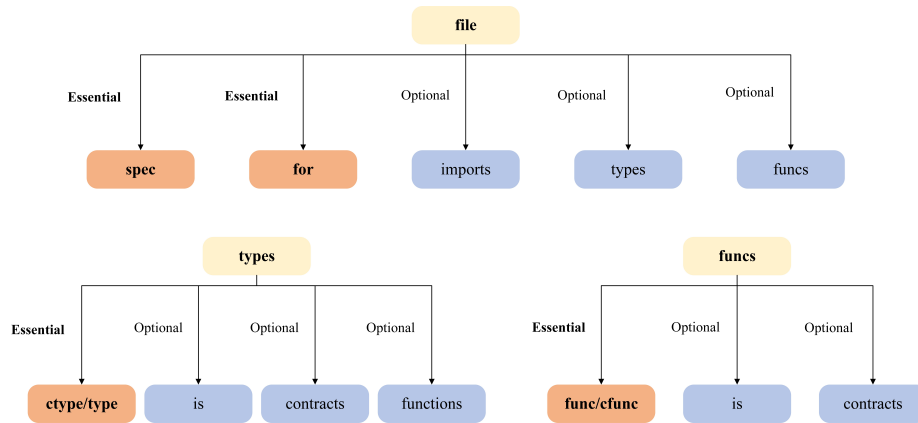 file
Essential
Essential
Optional
Optional
Optional
spec
for
imports
types
funcs
types
funcs
Essential
Optional
Optional
Optional
Essential
Optional
Optional
ctype/type
is
contracts
functions
func/cfunc
is
contracts